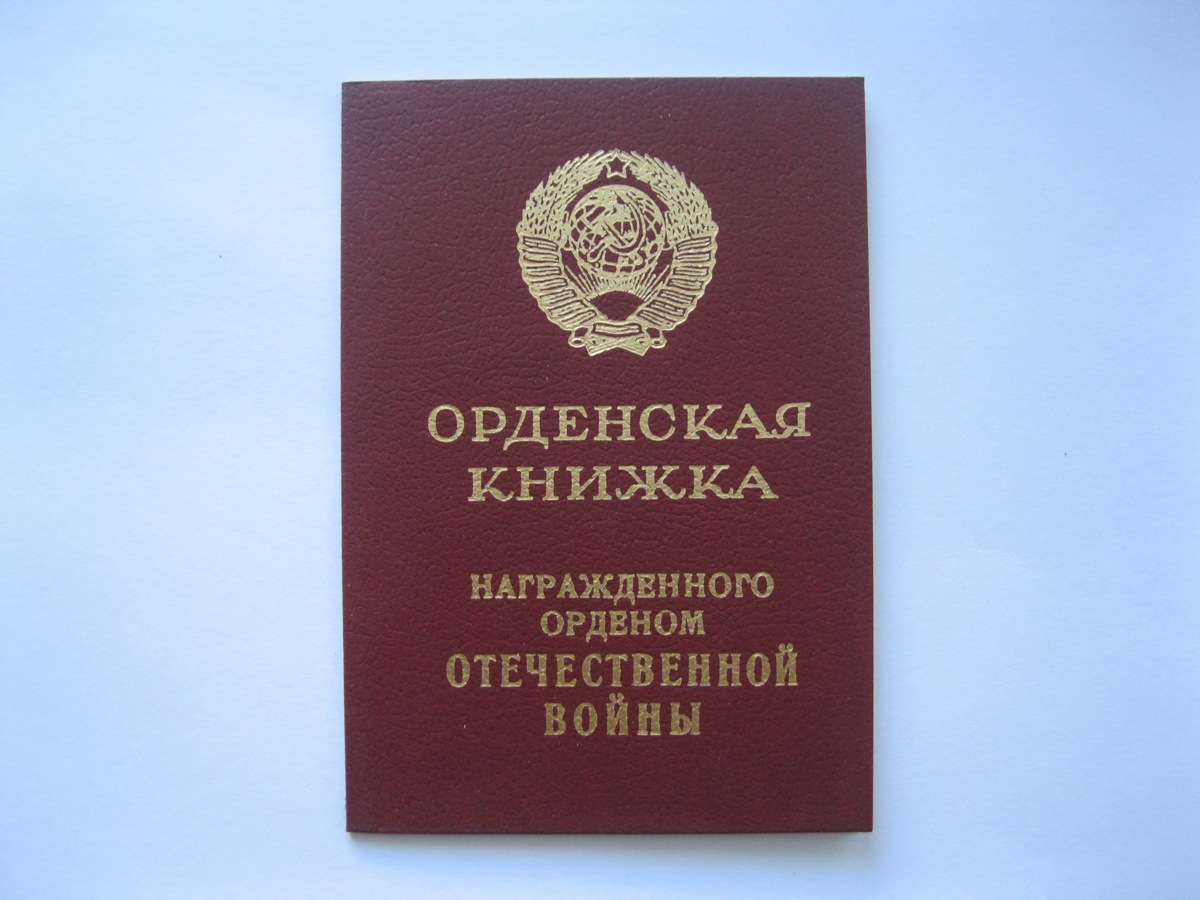 ОРДЕНСКАЯ
КНИЖКА
НАГРАЖДЕННОГО
ОРДЕНОМ
ОТЕЧЕСТВЕННОЙ
ВОЙНЫ